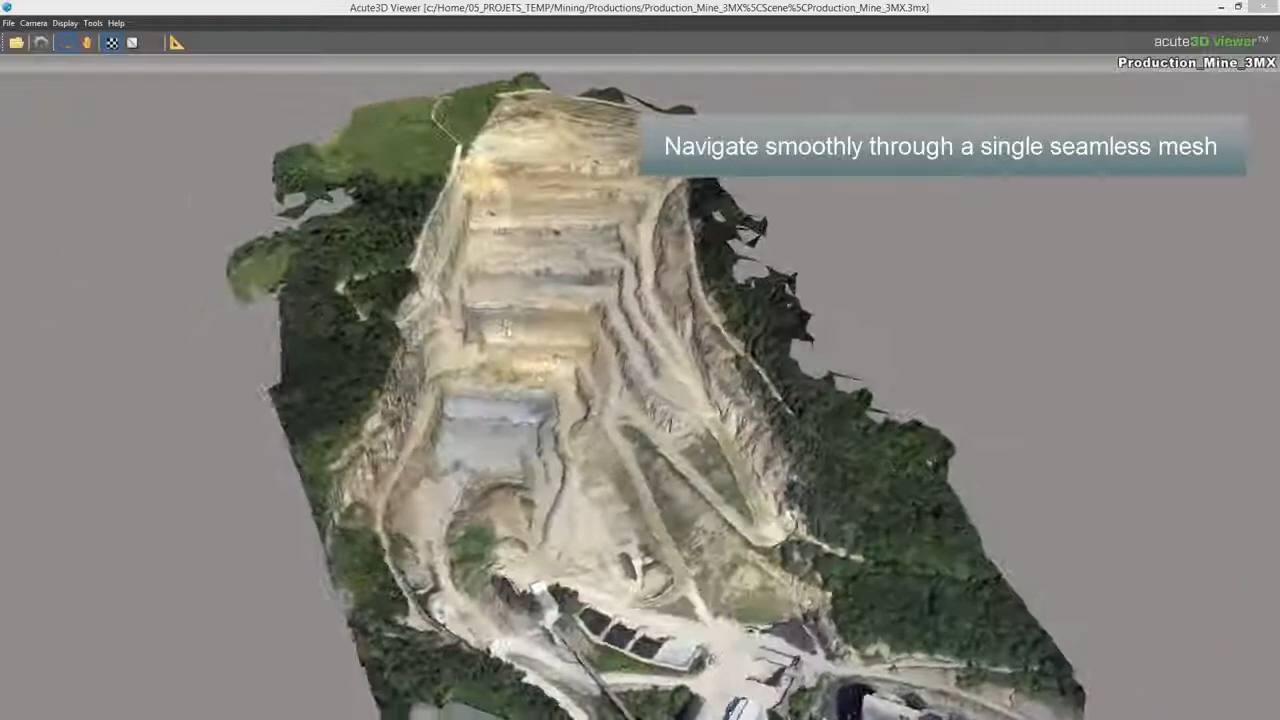 Acute3D Viewer [c:/Home/05_PROJETS_TEMP/Mining/Productions/Production_Mine_3MX%5CScene%5CProduction_Mine_3MX.3mx]
File Camera Display Tools Help
acute3D viewer™
Production_Mine_3MX
Navigate smoothly through a single seamless mesh